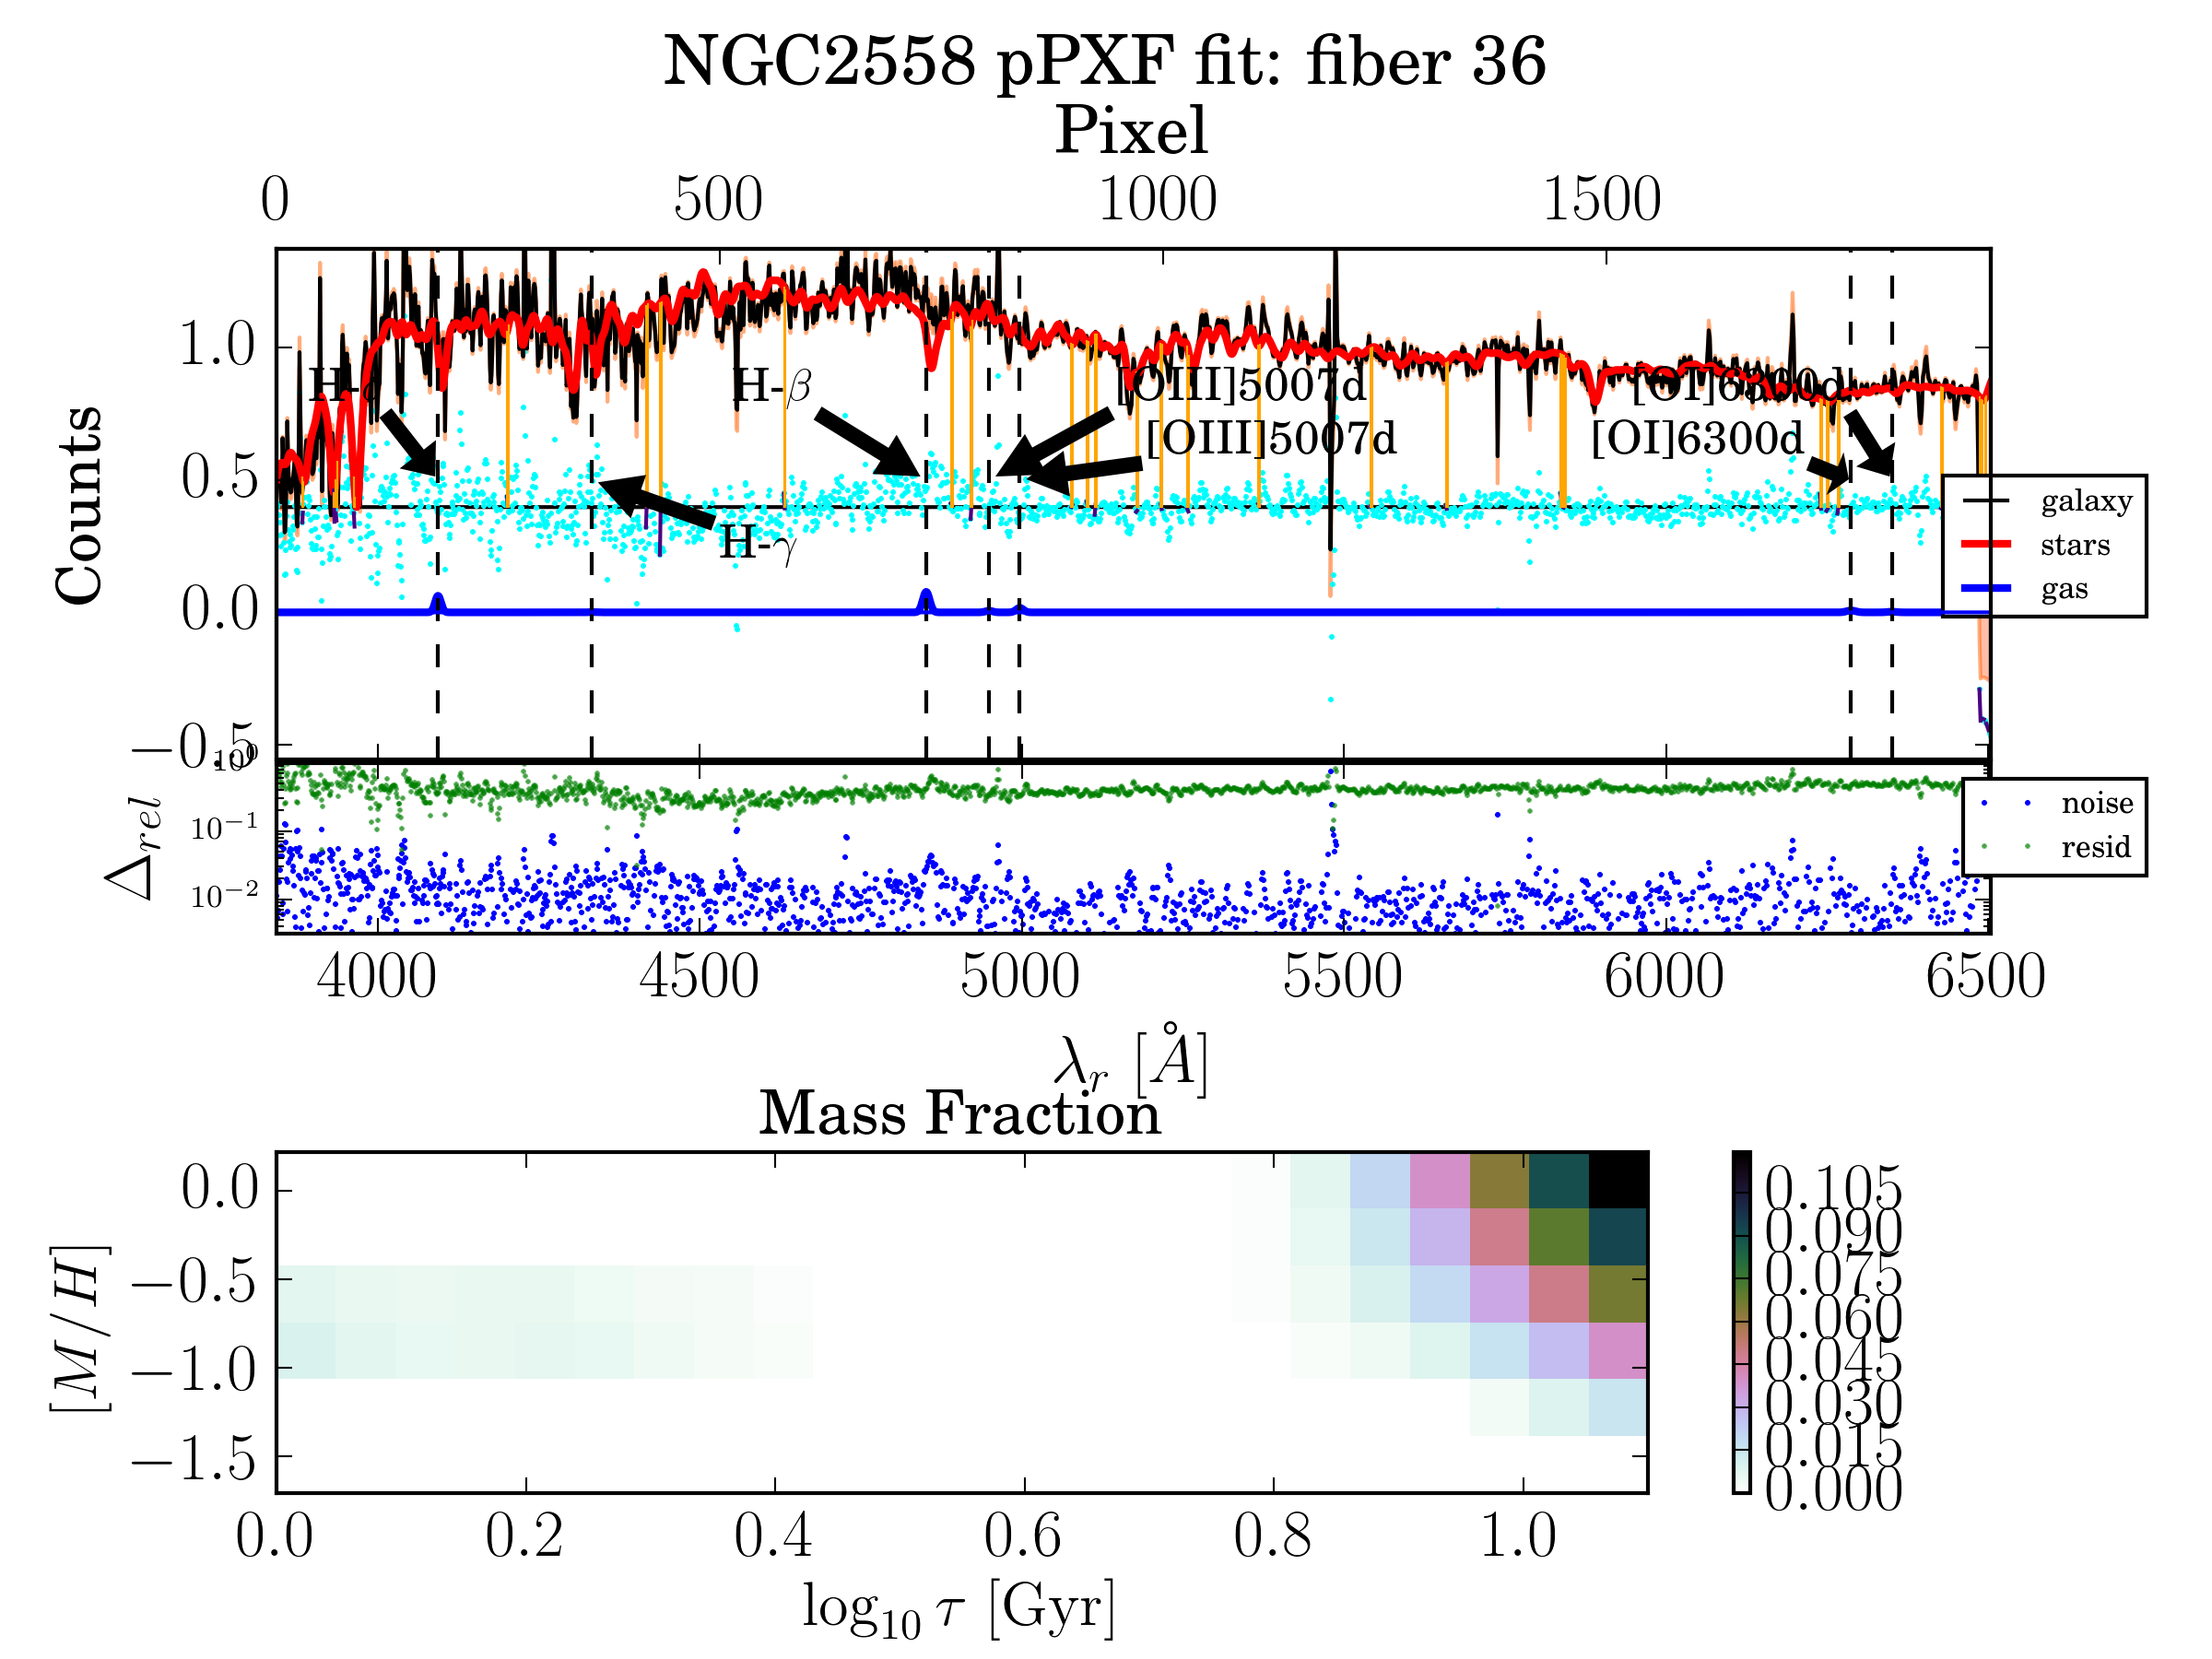 NGC2558 pPXF fit: fiber 36
Pixel
0 500 1000 1500
Counts
1.0
0.5
0.0
−0.5
H-δ
H-β
H-γ
[OIII]5007d
[OIII]5007d
[OI]6300d
[OI]6300d
galaxy
stars
gas
Δrel
10⁰
10⁻¹
10⁻²
noise
resid
4000 4500 5000 5500 6000 6500
λr [Å]
Mass Fraction
[M/H]
0.0
−0.5
−1.0
−1.5
0.0 0.2 0.4 0.6 0.8 1.0
log₁₀ τ [Gyr]
0.105
0.090
0.075
0.060
0.045
0.030
0.015
0.000